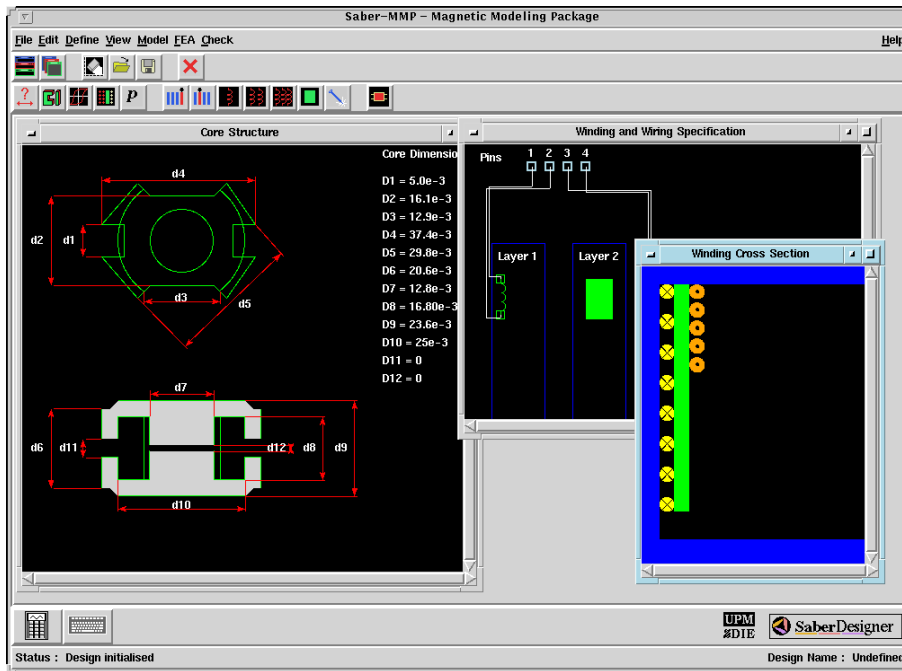 Saber-MMP – Magnetic Modeling Package
File Edit Define View Model FEA Check Help
? P
Core Structure
Core Dimensio
D1 = 5.0e-3
D2 = 16.1e-3
D3 = 12.9e-3
D4 = 37.4e-3
D5 = 29.8e-3
D6 = 20.6e-3
D7 = 12.8e-3
D8 = 16.80e-3
D9 = 23.6e-3
D10 = 25e-3
D11 = 0
D12 = 0
d4
d2 d1
d3 d5
d7
d6 d11 d12 d8 d9
d10
Winding and Wiring Specification
Pins 1 2 3 4
Layer 1 Layer 2
Winding Cross Section
UPM
DIE
SaberDesigner
Status : Design initialised Design Name : Undefined